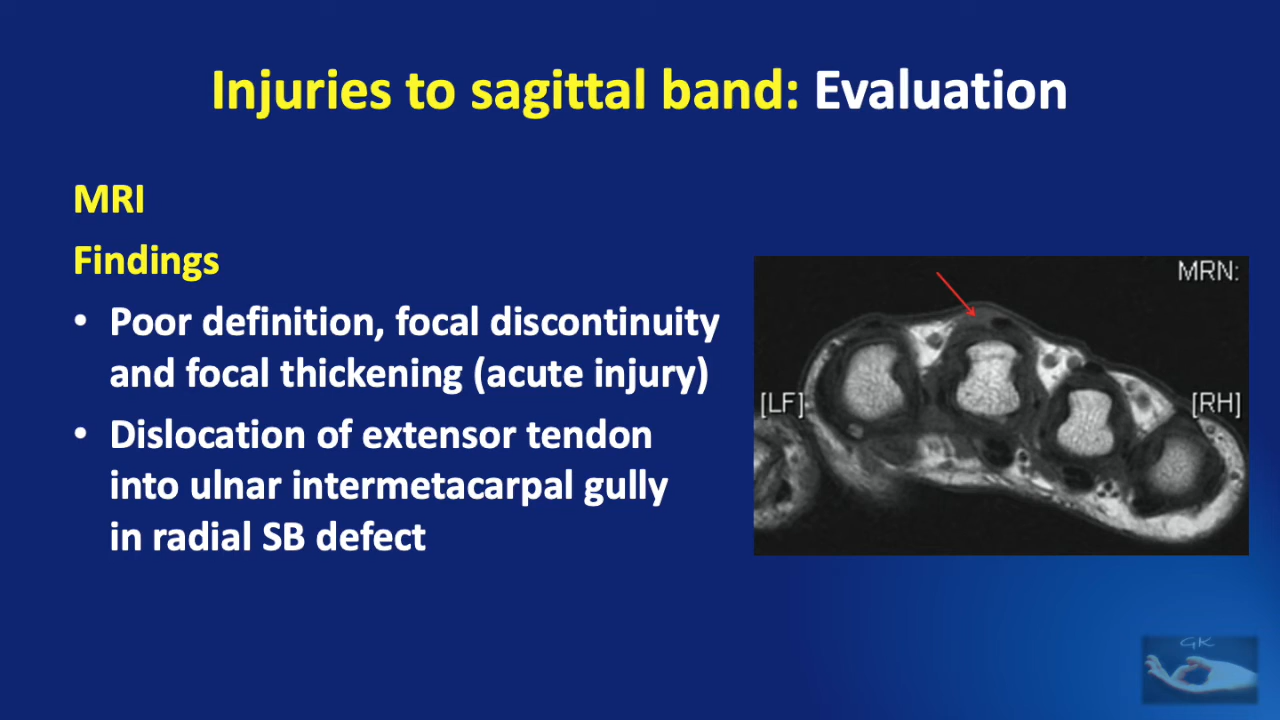 Injuries to sagittal band: Evaluation
MRI
Findings
• Poor definition, focal discontinuity
and focal thickening (acute injury)
• Dislocation of extensor tendon
into ulnar intermetacarpal gully
in radial SB defect
MRN:
[LF]
[RH]
GK